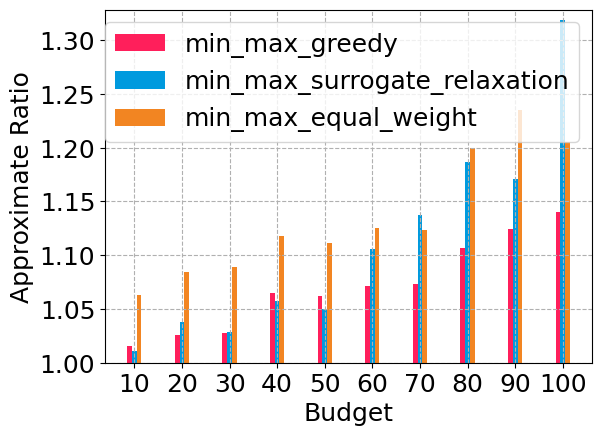 min_max_greedy
min_max_surrogate_relaxation
min_max_equal_weight
Approximate Ratio
1.30
1.25
1.20
1.15
1.10
1.05
1.00
10 20 30 40 50 60 70 80 90 100
Budget